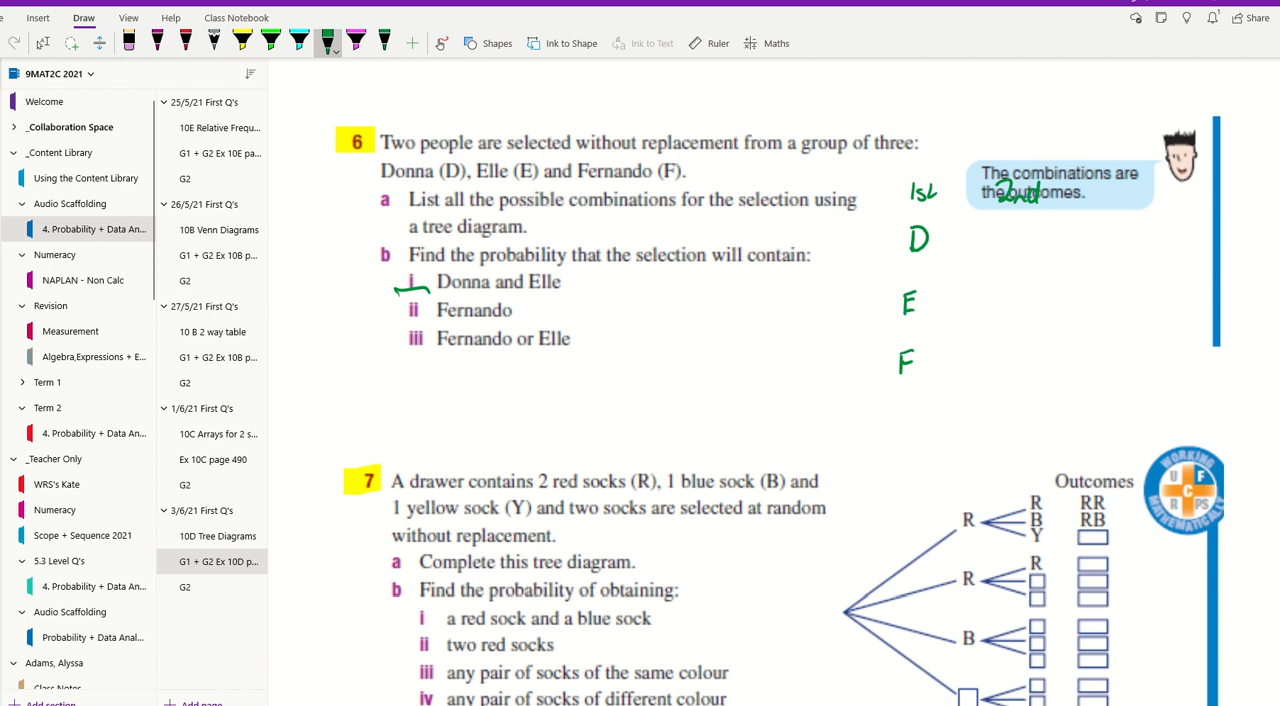 Insert Draw View Help Class Notebook
Share
Shapes Ink to Shape Ink to Text Ruler Maths
9MAT2C 2021
Welcome
_Collaboration Space
_Content Library
Using the Content Library
Audio Scaffolding
4. Probability + Data An...
Numeracy
NAPLAN - Non Calc
Revision
Measurement
Algebra,Expressions + E...
Term 1
Term 2
4. Probability + Data An...
_Teacher Only
WRS's Kate
Numeracy
Scope + Sequence 2021
5.3 Level Q's
4. Probability + Data An...
Audio Scaffolding
Probability + Data Anal...
Adams, Alyssa
Class Notes
Add section
25/5/21 First Q's
10E Relative Frequ...
G1 + G2 Ex 10E pa...
G2
26/5/21 First Q's
10B Venn Diagrams
G1 + G2 Ex 10B p...
G2
27/5/21 First Q's
10 B 2 way table
G1 + G2 Ex 10B p...
G2
1/6/21 First Q's
10C Arrays for 2 s...
Ex 10C page 490
G2
3/6/21 First Q's
10D Tree Diagrams
G1 + G2 Ex 10D p...
G2
Add page
6 Two people are selected without replacement from a group of three:
Donna (D), Elle (E) and Fernando (F).
a List all the possible combinations for the selection using
a tree diagram.
b Find the probability that the selection will contain:
i Donna and Elle
ii Fernando
iii Fernando or Elle
The combinations are
the outcomes.
1st 2nd
D
E
F
7 A drawer contains 2 red socks (R), 1 blue sock (B) and
1 yellow sock (Y) and two socks are selected at random
without replacement.
a Complete this tree diagram.
b Find the probability of obtaining:
i a red sock and a blue sock
ii two red socks
iii any pair of socks of the same colour
iv any pair of socks of different colour
Outcomes
R RR
R B RB
Y
R
R
B
WORKING
U F
C
R PS
MATHEMATICALLY